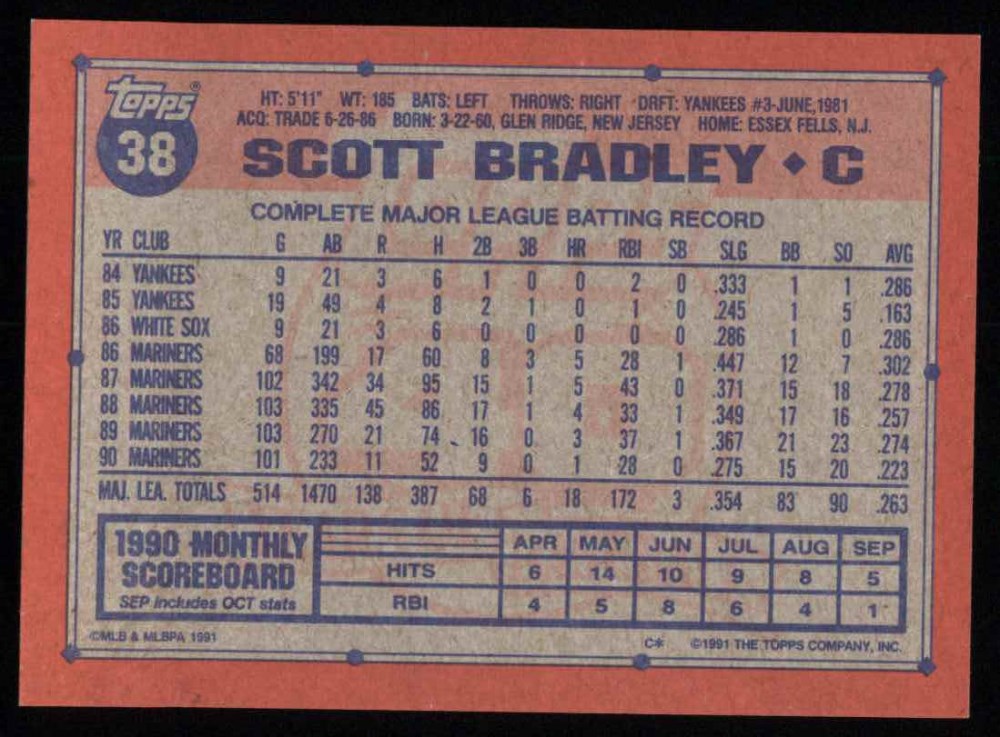 topps®
38
HT: 5'11" WT: 185 BATS: LEFT THROWS: RIGHT DRFT: YANKEES #3-JUNE, 1981
ACQ: TRADE 6-26-86 BORN: 3-22-60, GLEN RIDGE, NEW JERSEY HOME: ESSEX FELLS, N.J.
SCOTT BRADLEY ◆ C
COMPLETE MAJOR LEAGUE BATTING RECORD
YR CLUB G AB R H 2B 3B HR RBI SB SLG BB SO AVG
84 YANKEES 9 21 3 6 1 0 0 2 0 .333 1 1 .286
85 YANKEES 19 49 4 8 2 1 0 1 0 .245 1 5 .163
86 WHITE SOX 9 21 3 6 0 0 0 0 0 .286 1 0 .286
86 MARINERS 68 199 17 60 8 3 5 28 1 .447 12 7 .302
87 MARINERS 102 342 34 95 15 1 5 43 0 .371 15 18 .278
88 MARINERS 103 335 45 86 17 1 4 33 1 .349 17 16 .257
89 MARINERS 103 270 21 74 16 0 3 37 1 .367 21 23 .274
90 MARINERS 101 233 11 52 9 0 1 28 0 .275 15 20 .223
MAJ. LEA. TOTALS 514 1470 138 387 68 6 18 172 3 .354 83 90 .263
1990 MONTHLY
SCOREBOARD
SEP includes OCT stats
APR MAY JUN JUL AUG SEP
HITS 6 14 10 9 8 5
RBI 4 5 8 6 4 1
©MLB & MLBPA 1991
C* ©1991 THE TOPPS COMPANY, INC.